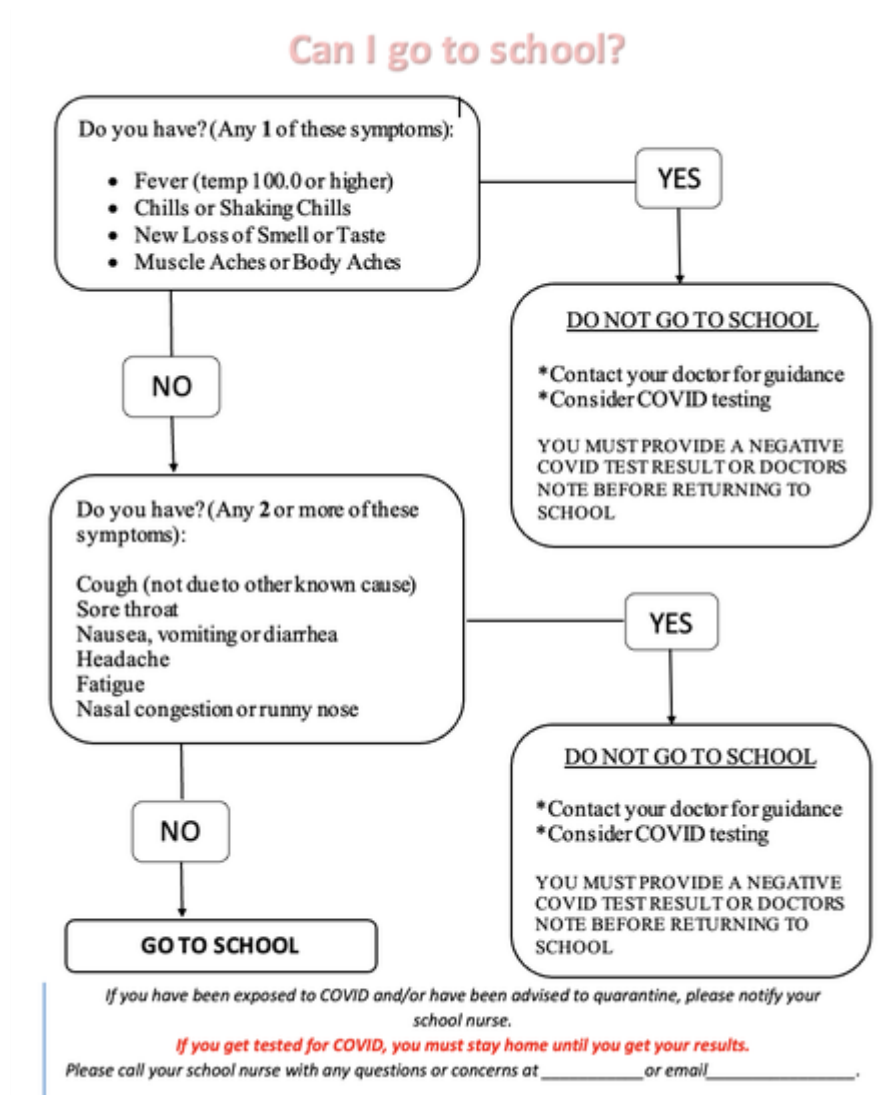 Can I go to school?
Do you have? (Any 1 of these symptoms):
• Fever (temp 100.0 or higher)
• Chills or Shaking Chills
• New Loss of Smell or Taste
• Muscle Aches or Body Aches
YES
DO NOT GO TO SCHOOL
*Contact your doctor for guidance
*Consider COVID testing
YOU MUST PROVIDE A NEGATIVE
COVID TEST RESULT OR DOCTORS
NOTE BEFORE RETURNING TO
SCHOOL
NO
Do you have? (Any 2 or more of these
symptoms):
Cough (not due to other known cause)
Sore throat
Nausea, vomiting or diarrhea
Headache
Fatigue
Nasal congestion or runny nose
YES
DO NOT GO TO SCHOOL
*Contact your doctor for guidance
*Consider COVID testing
YOU MUST PROVIDE A NEGATIVE
COVID TEST RESULT OR DOCTORS
NOTE BEFORE RETURNING TO
SCHOOL
NO
GO TO SCHOOL
If you have been exposed to COVID and/or have been advised to quarantine, please notify your
school nurse.
If you get tested for COVID, you must stay home until you get your results.
Please call your school nurse with any questions or concerns at ____________ or email_________________.